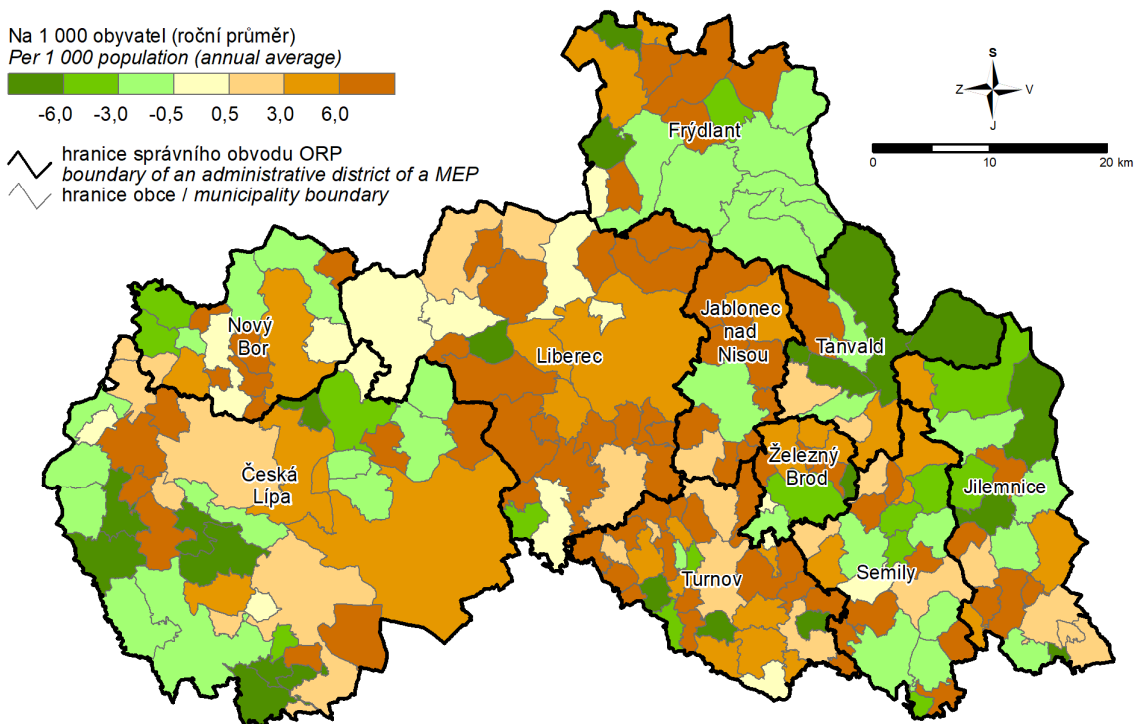 Na 1 000 obyvatel (roční průměr)
Per 1 000 population (annual average)
-6,0 -3,0 -0,5 0,5 3,0 6,0
hranice správního obvodu ORP
boundary of an administrative district of a MEP
hranice obce / municipality boundary
S
Z V
J
0 10 20 km
Frýdlant
Nový
Bor
Liberec
Jablonec
nad
Nisou
Tanvald
Česká
Lípa
Železný
Brod
Jilemnice
Turnov
Semily